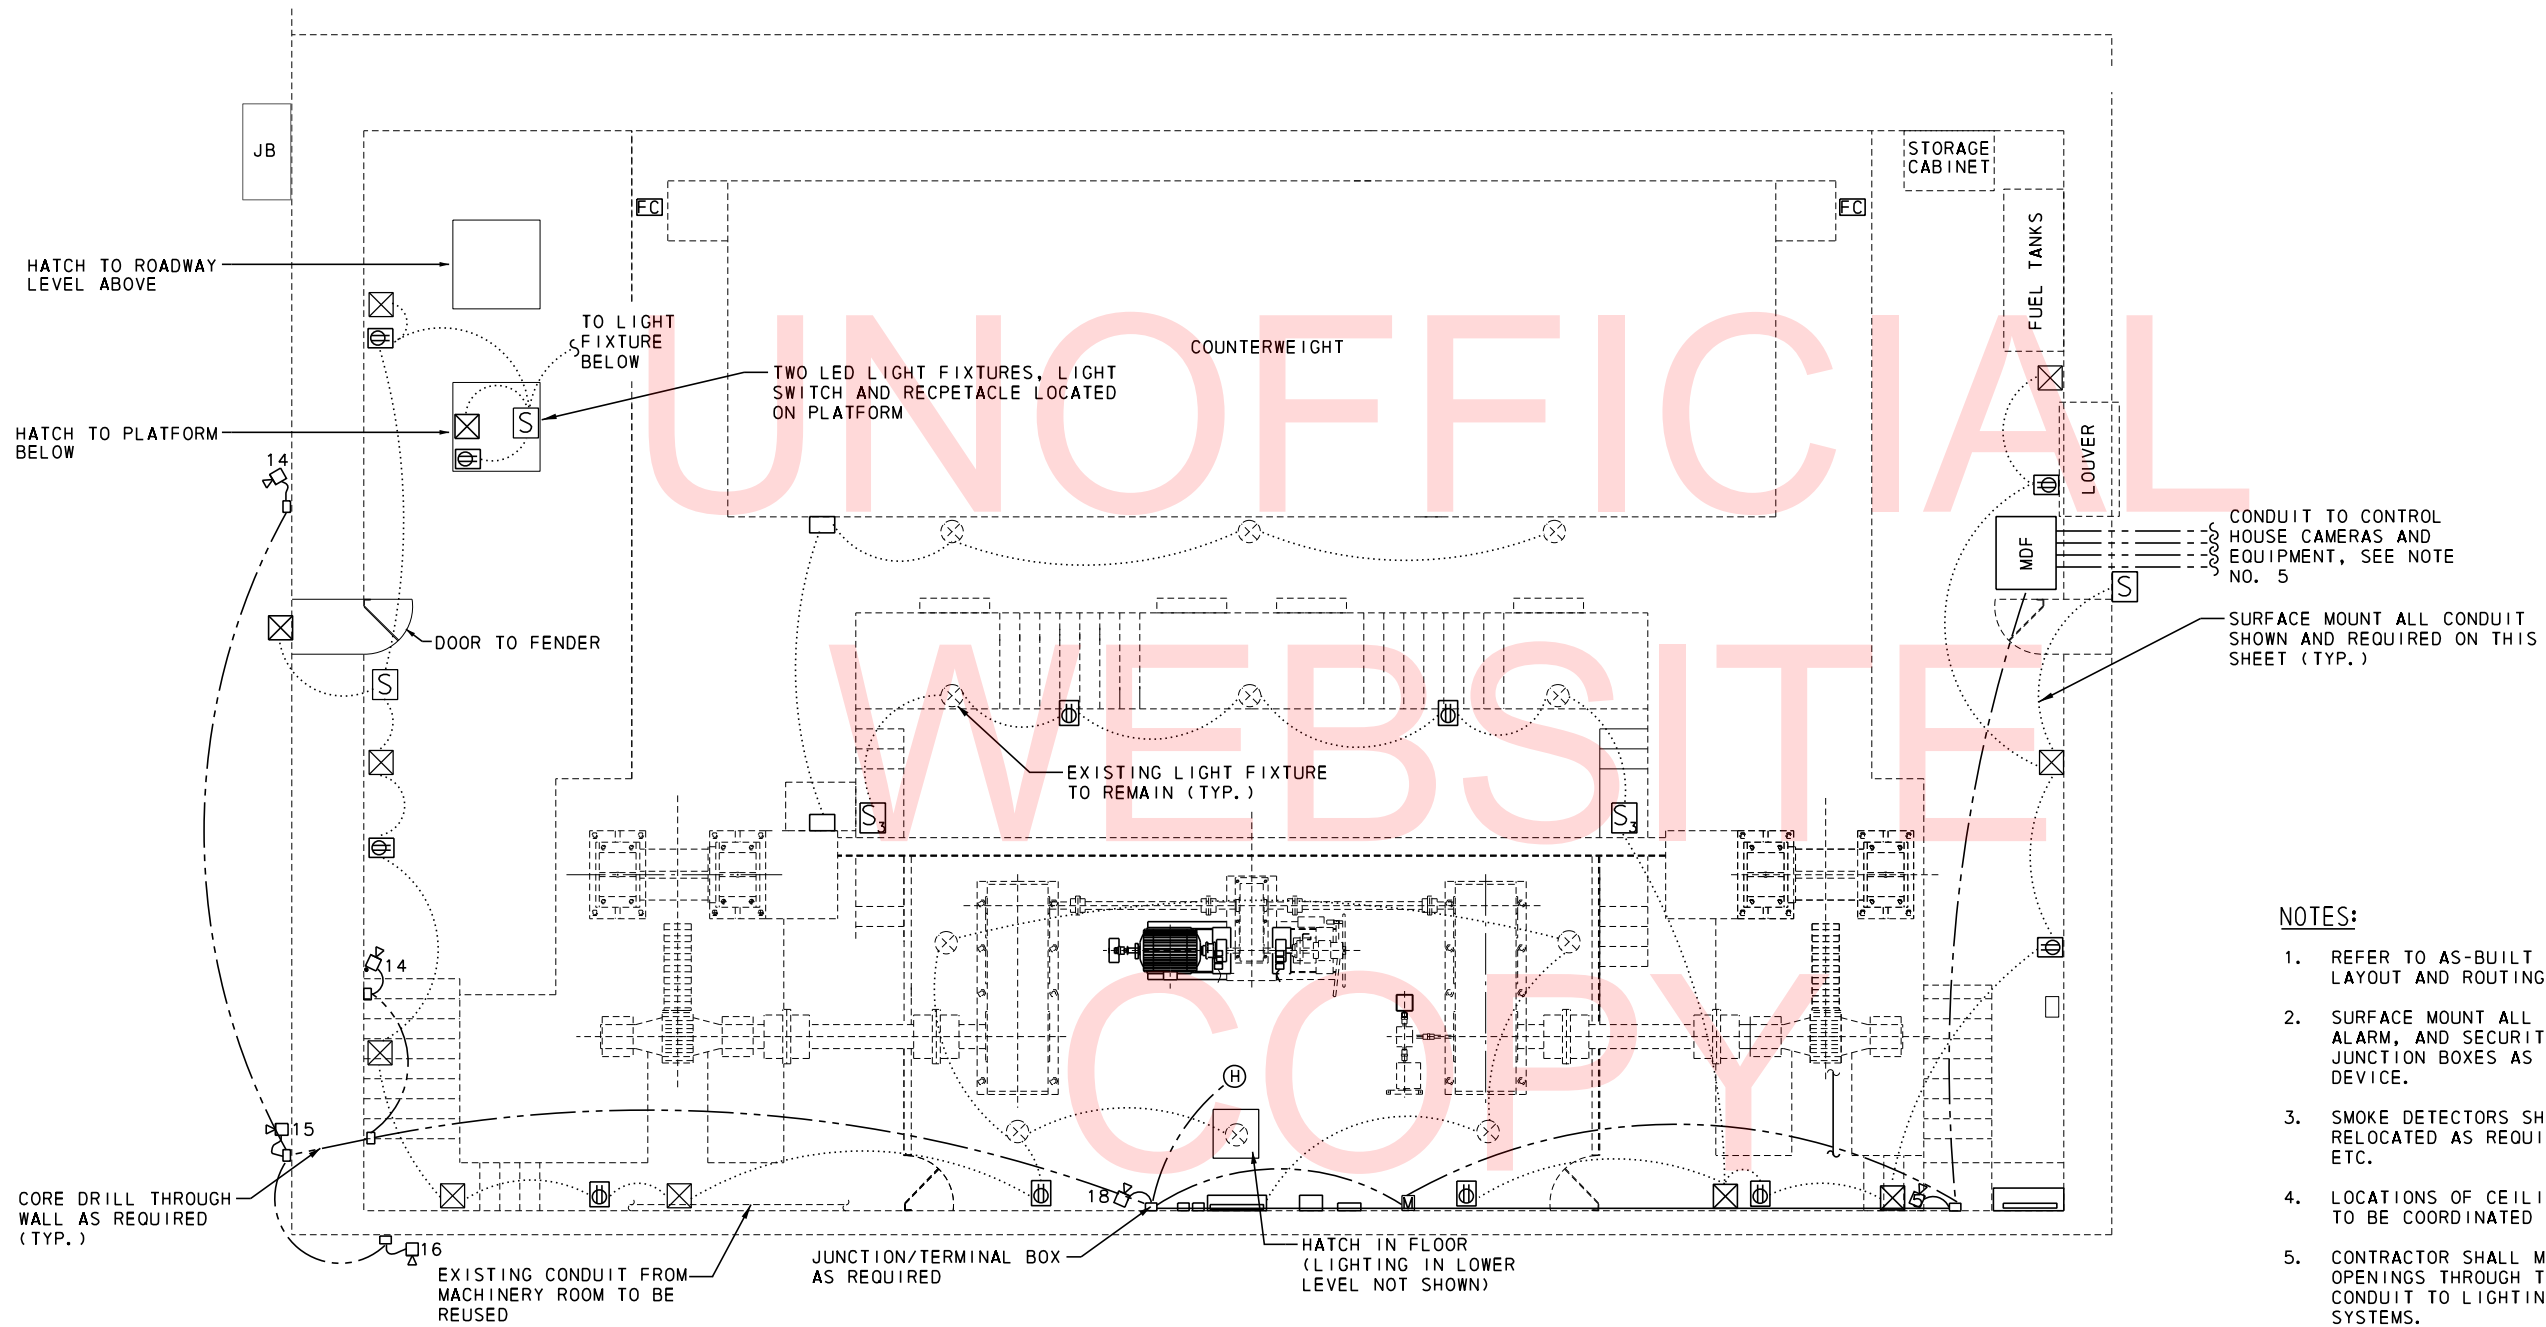 JB
STORAGE
CABINET
FC
FC
FUEL TANKS
HATCH TO ROADWAY
LEVEL ABOVE
TO LIGHT
FIXTURE
BELOW
COUNTERWEIGHT
TWO LED LIGHT FIXTURES, LIGHT
SWITCH AND RECPETACLE LOCATED
ON PLATFORM
S
HATCH TO PLATFORM
BELOW
14
LOUVER
MDF
CONDUIT TO CONTROL
HOUSE CAMERAS AND
EQUIPMENT, SEE NOTE
NO. 5
S
SURFACE MOUNT ALL CONDUIT
SHOWN AND REQUIRED ON THIS
SHEET (TYP.)
DOOR TO FENDER
S
EXISTING LIGHT FIXTURE
TO REMAIN (TYP.)
S3
S3
14
H
15
18
M
CORE DRILL THROUGH
WALL AS REQUIRED
(TYP.)
16
EXISTING CONDUIT FROM
MACHINERY ROOM TO BE
REUSED
JUNCTION/TERMINAL BOX
AS REQUIRED
HATCH IN FLOOR
(LIGHTING IN LOWER
LEVEL NOT SHOWN)
NOTES:
1. REFER TO AS-BUILT
LAYOUT AND ROUTING
2. SURFACE MOUNT ALL
ALARM, AND SECURIT
JUNCTION BOXES AS
DEVICE.
3. SMOKE DETECTORS SH
RELOCATED AS REQUI
ETC.
4. LOCATIONS OF CEILI
TO BE COORDINATED
5. CONTRACTOR SHALL M
OPENINGS THROUGH T
CONDUIT TO LIGHTIN
SYSTEMS.
UNOFFICIAL
WEBSITE
COPY